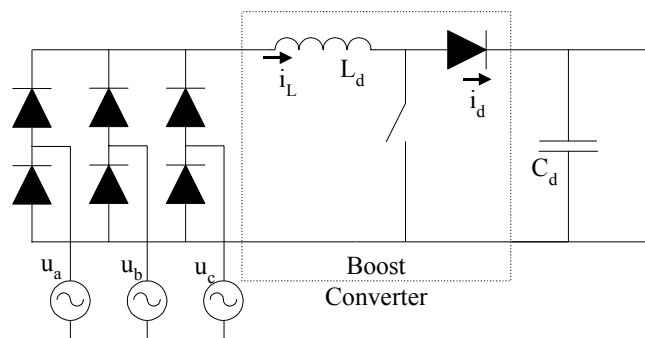 L_d
i_L
i_d
C_d
u_a
u_b
u_c
Boost
Converter